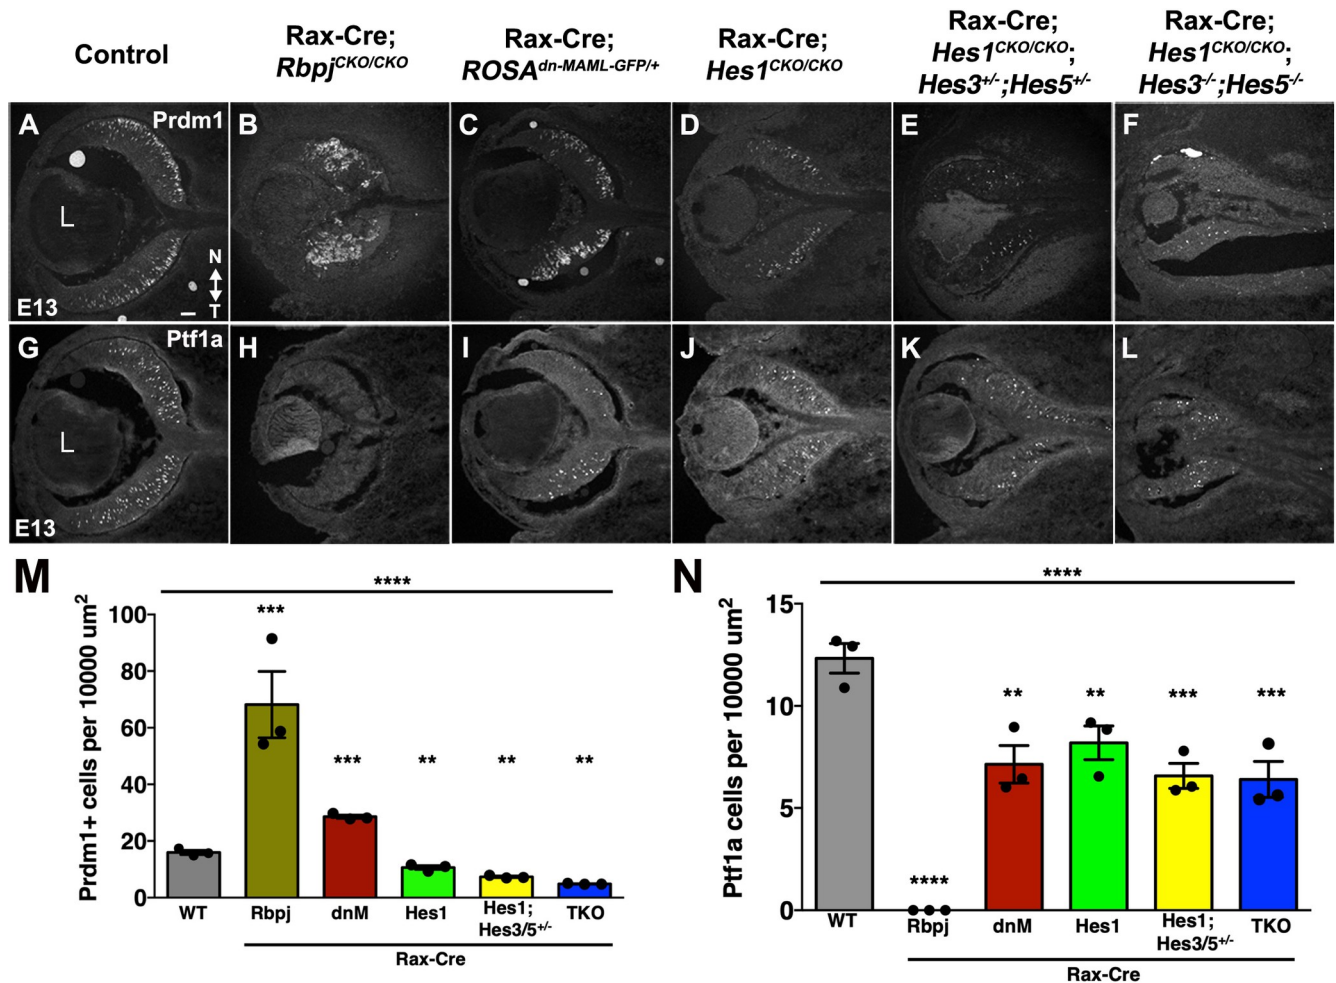 Control
Rax-Cre;
Rbpj^CKO/CKO
Rax-Cre;
ROSA^dn-MAML-GFP/+
Rax-Cre;
Hes1^CKO/CKO
Rax-Cre;
Hes1^CKO/CKO;
Hes3^+/-;Hes5^+/-
Rax-Cre;
Hes1^CKO/CKO;
Hes3^-/-;Hes5^-/-
A
Prdm1
L
N
T
E13
B
C
D
E
F
G
Ptf1a
L
E13
H
I
J
K
L
M
****
Prdm1+ cells per 10000 um²
100
80
60
40
20
0
***
***
**
**
**
WT
Rbpj
dnM
Hes1
Hes1;
Hes3/5^+/-
TKO
Rax-Cre
N
****
Ptf1a cells per 10000 um²
15
10
5
0
****
**
**
***
***
WT
Rbpj
dnM
Hes1
Hes1;
Hes3/5^+/-
TKO
Rax-Cre